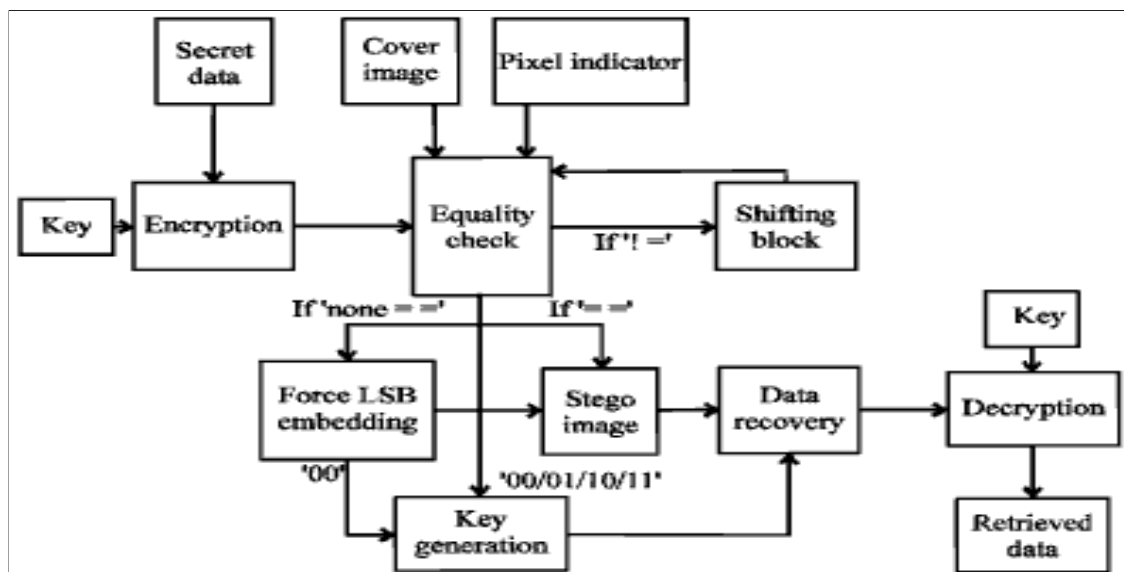 Secret
data
Cover
image
Pixel indicator
Key
Encryption
Equality
check
If '! ='
Shifting
block
If 'none = ='
If '= ='
Key
Force LSB
embedding
Stego
image
Data
recovery
Decryption
'00'
'00/01/10/11'
Key
generation
Retrieved
data